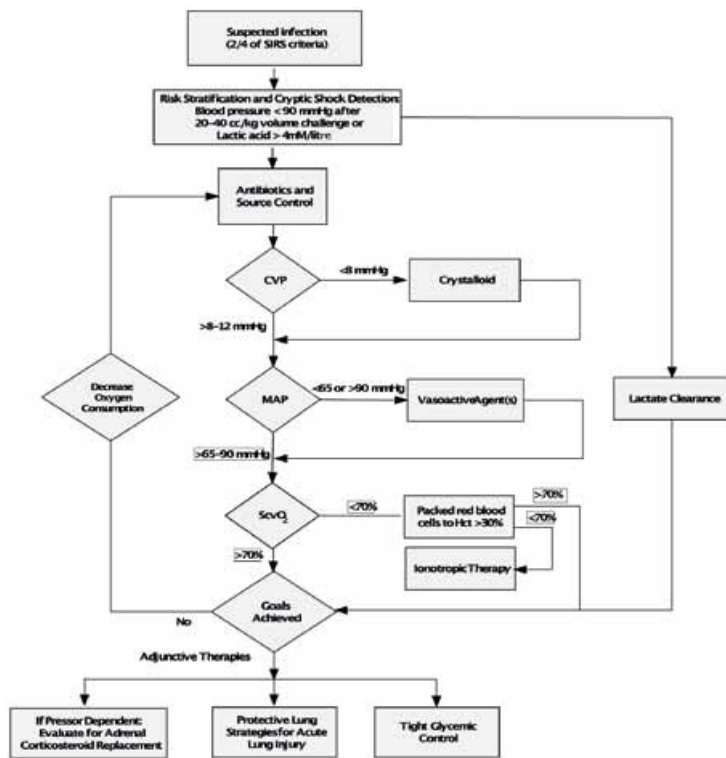 Suspected infection
(2/4 of SIRS criteria)
Risk Stratification and Cryptic Shock Detection:
Blood pressure < 90 mmHg after
20-40 cc/kg volume challenge or
Lactic acid > 4mM/litre
Antibiotics and
Source Control
CVP
<8 mmHg
Crystalloid
>8-12 mmHg
Decrease
Oxygen
Consumption
MAP
<65 or >90 mmHg
VasoactiveAgent(s)
Lactate Clearance
>65-90 mmHg
ScvO2
<70%
Packed red blood
cells to Hct >30%
>70%
<70%
Ionotropic Therapy
>70%
Goals
Achieved
No
Adjunctive Therapies
If Pressor Dependent:
Evaluate for Adrenal
Corticosteroid Replacement
Protective Lung
Strategies for Acute
Lung Injury
Tight Glycemic
Control